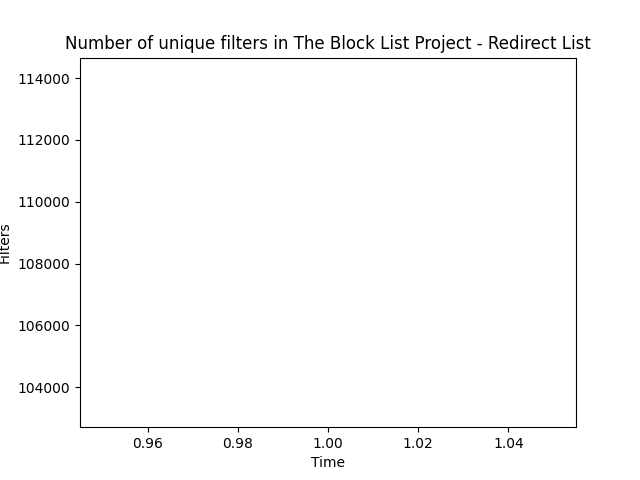 Number of unique filters in The Block List Project - Redirect List
114000
112000
110000
108000
106000
104000
Filters
0.96 0.98 1.00 1.02 1.04
Time